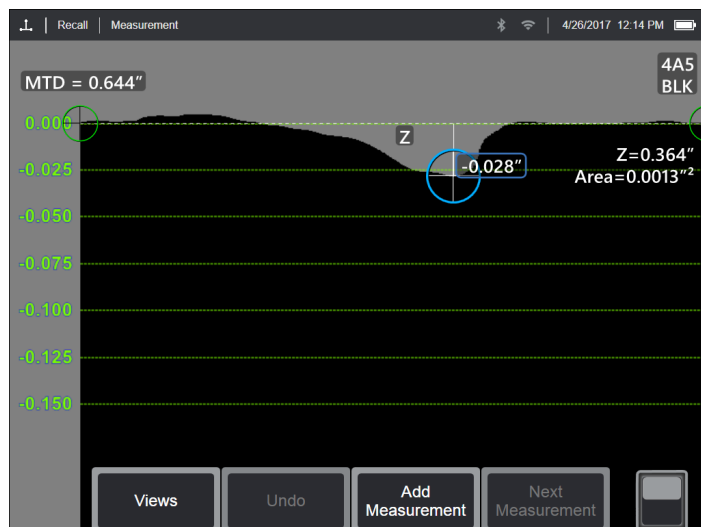 Recall Measurement 4/26/2017 12:14 PM
MTD = 0.644″
4A5
BLK
0.000
Z
-0.028″
Z=0.364″
-0.025
Area=0.0013″²
-0.050
-0.075
-0.100
-0.125
-0.150
Views
Undo
Add
Measurement
Next
Measurement